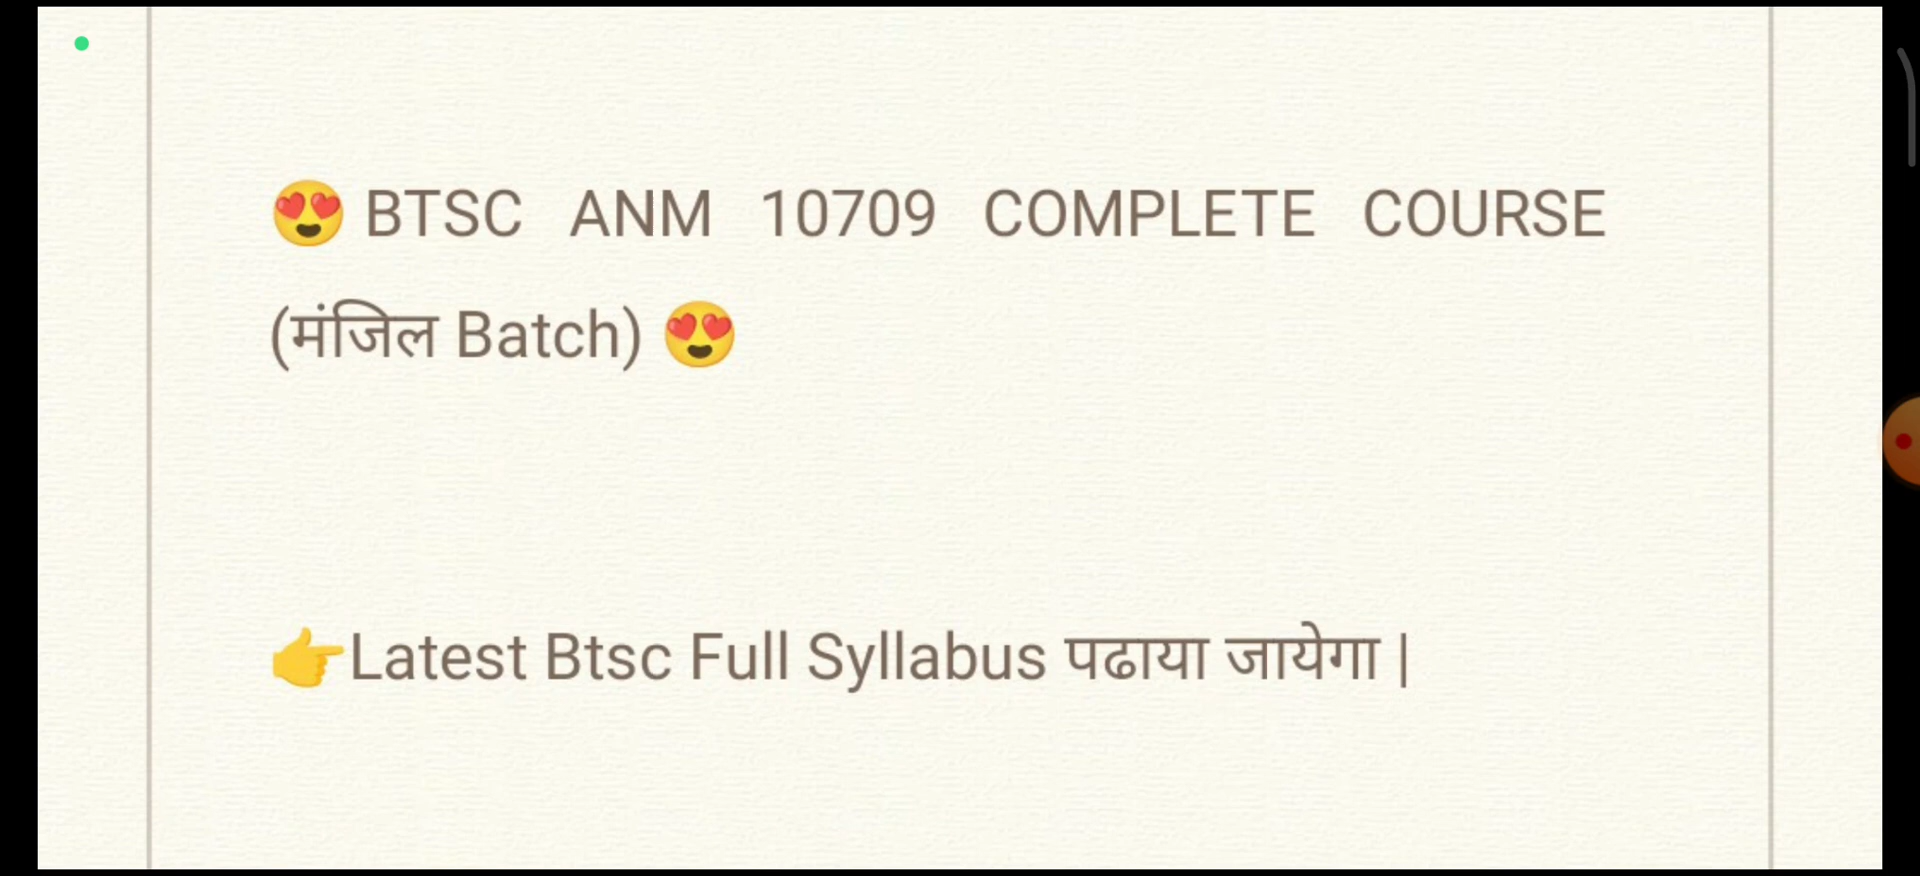 😍 BTSC ANM 10709 COMPLETE COURSE
(मंजिल Batch) 😍
👉Latest Btsc Full Syllabus पढाया जायेगा |